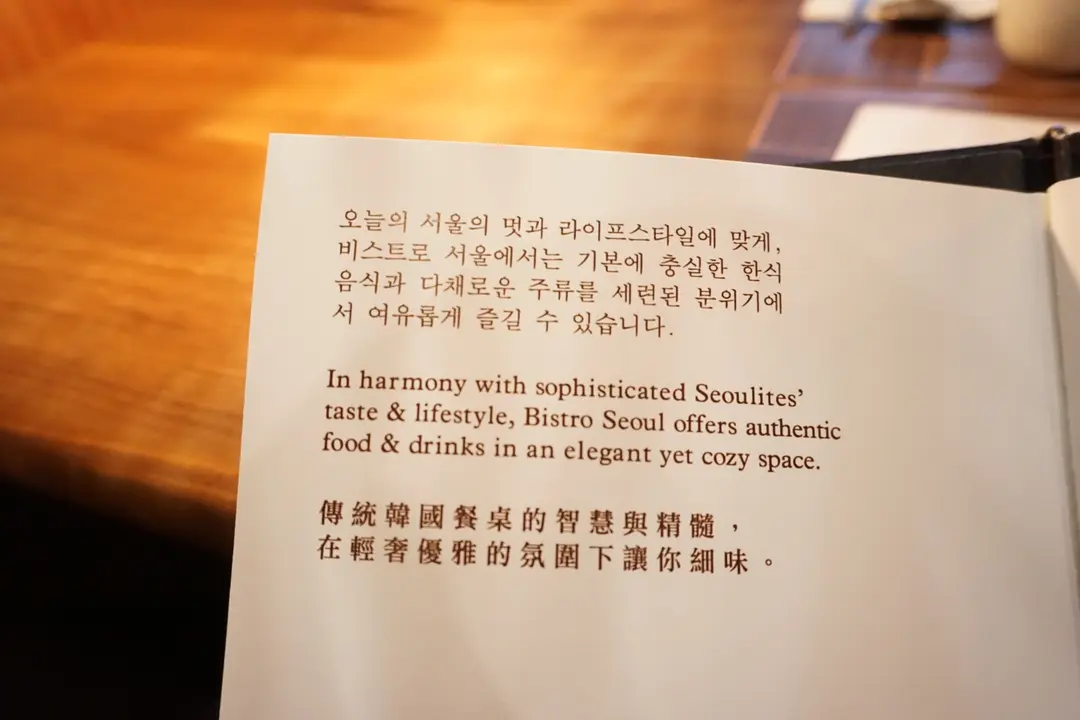 오늘의 서울의 멋과 라이프스타일에 맞게,
비스트로 서울에서는 기본에 충실한 한식
음식과 다채로운 주류를 세련된 분위기에
서 여유롭게 즐길 수 있습니다.
In harmony with sophisticated Seoulites’
taste & lifestyle, Bistro Seoul offers authentic
food & drinks in an elegant yet cozy space.
傳統韓國餐桌的智慧與精髓，
在輕奢優雅的氛圍下讓你細味。